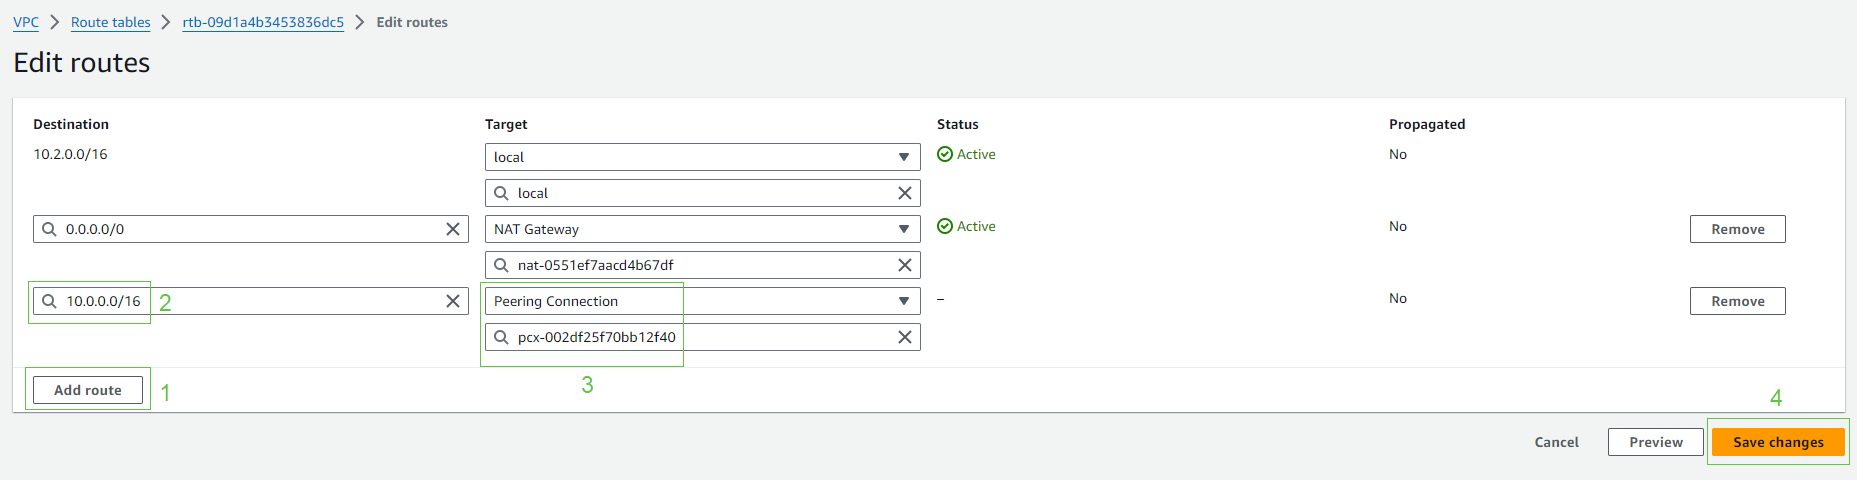 VPC > Route tables > rtb-09d1a4b3453836dc5 > Edit routes
Edit routes
Destination Target Status Propagated
10.2.0.0/16 local Active No
local
0.0.0.0/0 NAT Gateway Active No Remove
nat-0551ef7aacd4b67df
10.0.0.0/16 2 Peering Connection – No Remove
pcx-002df25f70bb12f40
Add route 1 3
4
Cancel Preview Save changes